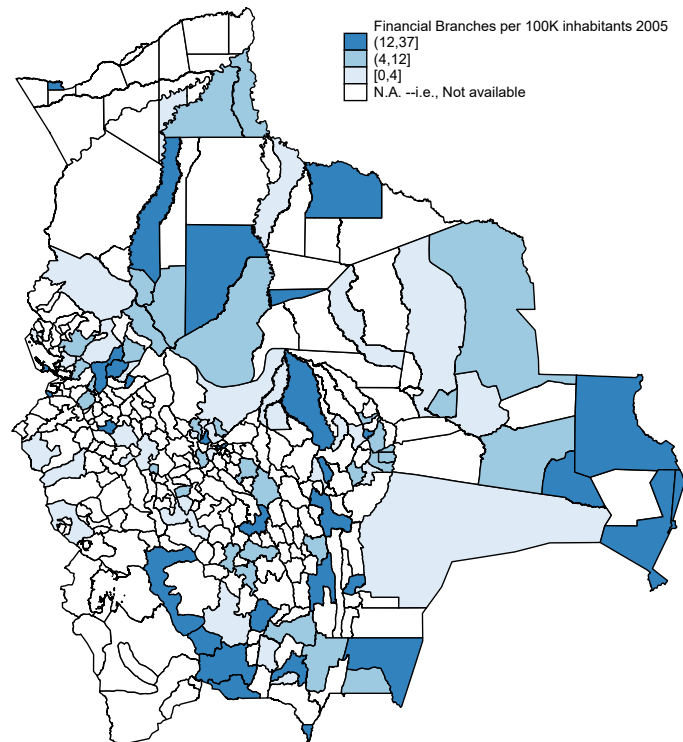 Financial Branches per 100K inhabitants 2005
(12,37]
(4,12]
[0,4]
N.A. --i.e., Not available